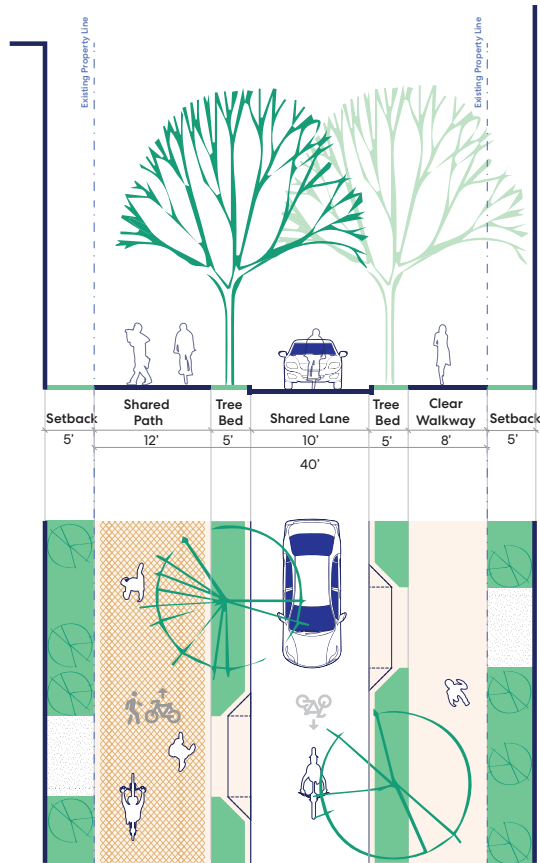 Existing Property Line
Existing Property Line
Setback
Shared
Path
Tree
Bed
Shared Lane
Tree
Bed
Clear
Walkway
Setback
5'
12'
5'
10'
5'
8'
5'
40'